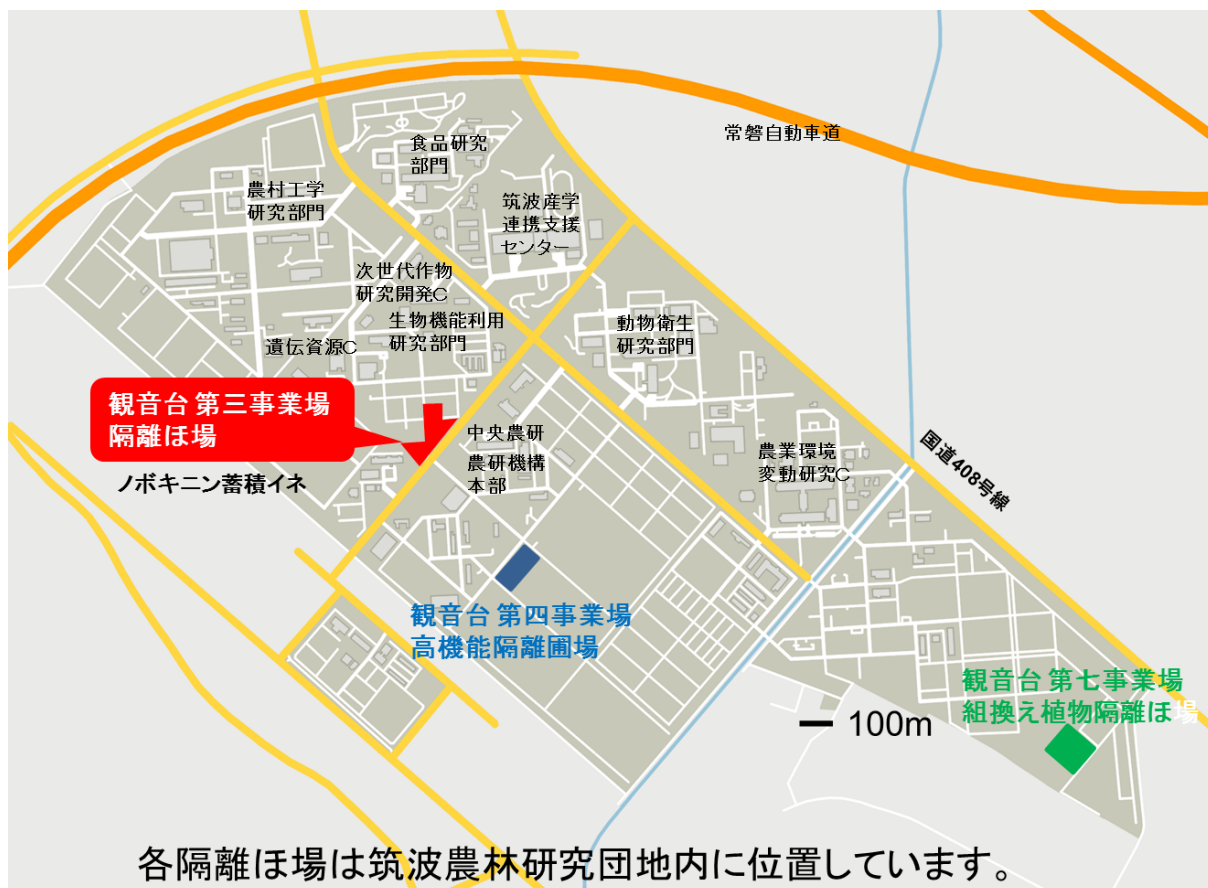 常磐自動車道
食品研究
部門
農村工学
研究部門
筑波産学
連携支援
センター
次世代作物
研究開発C
生物機能利用
研究部門
遺伝資源C
動物衛生
研究部門
観音台 第三事業場
隔離ほ場
ノボキニン蓄積イネ
中央農研
農研機構
本部
農業環境
変動研究C
国道408号線
観音台 第四事業場
高機能隔離圃場
観音台 第七事業場
組換え植物隔離ほ場
100m
各隔離ほ場は筑波農林研究団地内に位置しています。